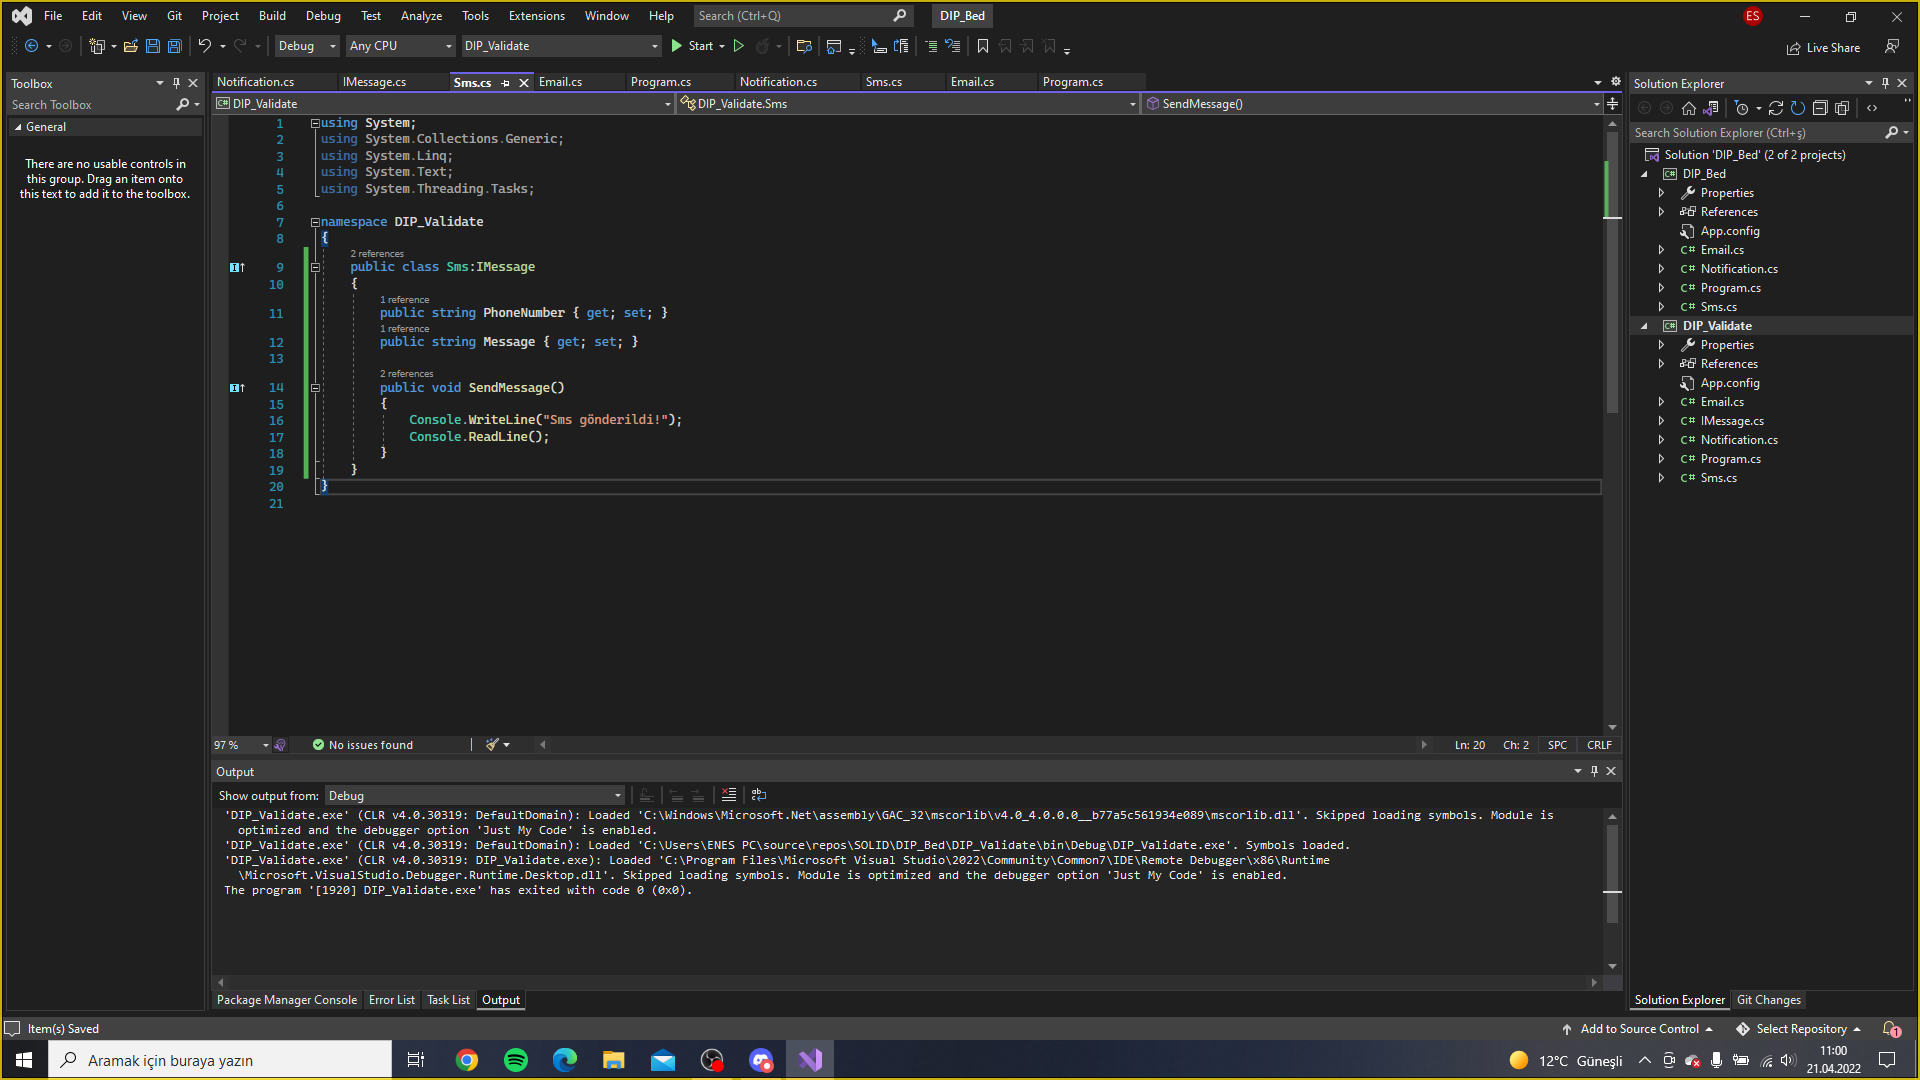 File Edit View Git Project Build Debug Test Analyze Tools Extensions Window Help Search (Ctrl+Q) DIP_Bed ES
Debug Any CPU DIP_Validate Start Live Share
Toolbox
Search Toolbox
General
There are no usable controls in
this group. Drag an item onto
this text to add it to the toolbox.
Notification.cs IMessage.cs Sms.cs Email.cs Program.cs Notification.cs Sms.cs Email.cs Program.cs
DIP_Validate DIP_Validate.Sms SendMessage()
1 using System;
2 using System.Collections.Generic;
3 using System.Linq;
4 using System.Text;
5 using System.Threading.Tasks;
6
7 namespace DIP_Validate
8 {
2 references
9 public class Sms:IMessage
10 {
1 reference
11 public string PhoneNumber { get; set; }
1 reference
12 public string Message { get; set; }
13
2 references
14 public void SendMessage()
15 {
16 Console.WriteLine("Sms gönderildi!");
17 Console.ReadLine();
18 }
19 }
20 }
21
97 % No issues found Ln: 20 Ch: 2 SPC CRLF
Output
Show output from: Debug
'DIP_Validate.exe' (CLR v4.0.30319: DefaultDomain): Loaded 'C:\Windows\Microsoft.Net\assembly\GAC_32\mscorlib\v4.0_4.0.0.0__b77a5c561934e089\mscorlib.dll'. Skipped loading symbols. Module is
optimized and the debugger option 'Just My Code' is enabled.
'DIP_Validate.exe' (CLR v4.0.30319: DefaultDomain): Loaded 'C:\Users\ENES PC\source\repos\SOLID\DIP_Bed\DIP_Validate\bin\Debug\DIP_Validate.exe'. Symbols loaded.
'DIP_Validate.exe' (CLR v4.0.30319: DIP_Validate.exe): Loaded 'C:\Program Files\Microsoft Visual Studio\2022\Community\Common7\IDE\Remote Debugger\x86\Runtime
\Microsoft.VisualStudio.Debugger.Runtime.Desktop.dll'. Skipped loading symbols. Module is optimized and the debugger option 'Just My Code' is enabled.
The program '[1920] DIP_Validate.exe' has exited with code 0 (0x0).
Package Manager Console Error List Task List Output
Solution Explorer
Search Solution Explorer (Ctrl+ş)
Solution 'DIP_Bed' (2 of 2 projects)
C# DIP_Bed
Properties
References
App.config
C# Email.cs
C# Notification.cs
C# Program.cs
C# Sms.cs
C# DIP_Validate
Properties
References
App.config
C# Email.cs
C# IMessage.cs
C# Notification.cs
C# Program.cs
C# Sms.cs
Solution Explorer Git Changes
Item(s) Saved Add to Source Control Select Repository 1
Aramak için buraya yazın 12°C Güneşli 11:00
21.04.2022